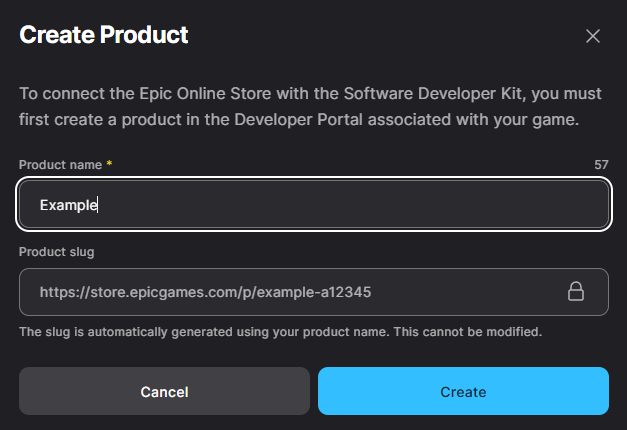 Create Product
To connect the Epic Online Store with the Software Developer Kit, you must
first create a product in the Developer Portal associated with your game.
Product name * 57
Example
Product slug
https://store.epicgames.com/p/example-a12345
The slug is automatically generated using your product name. This cannot be modified.
Cancel Create